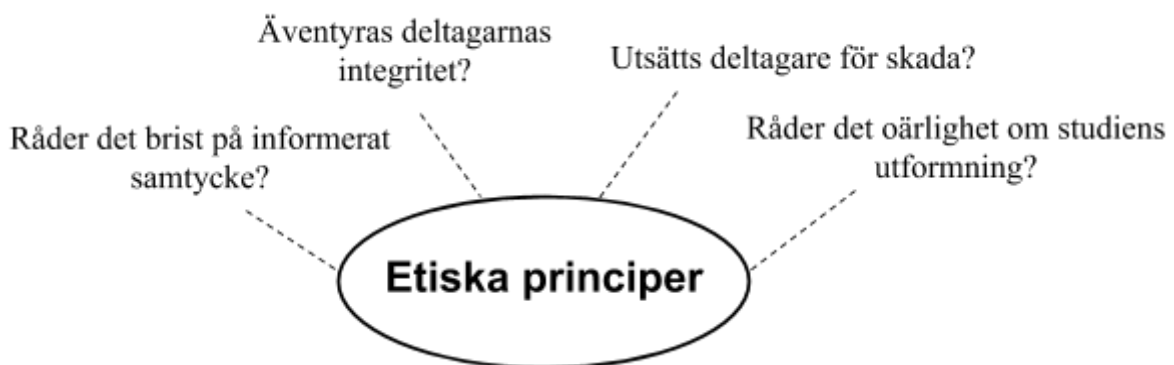 Äventyras deltagarnas
integritet?
Utsätts deltagare för skada?
Råder det brist på informerat
samtycke?
Råder det oärlighet om studiens
utformning?
Etiska principer